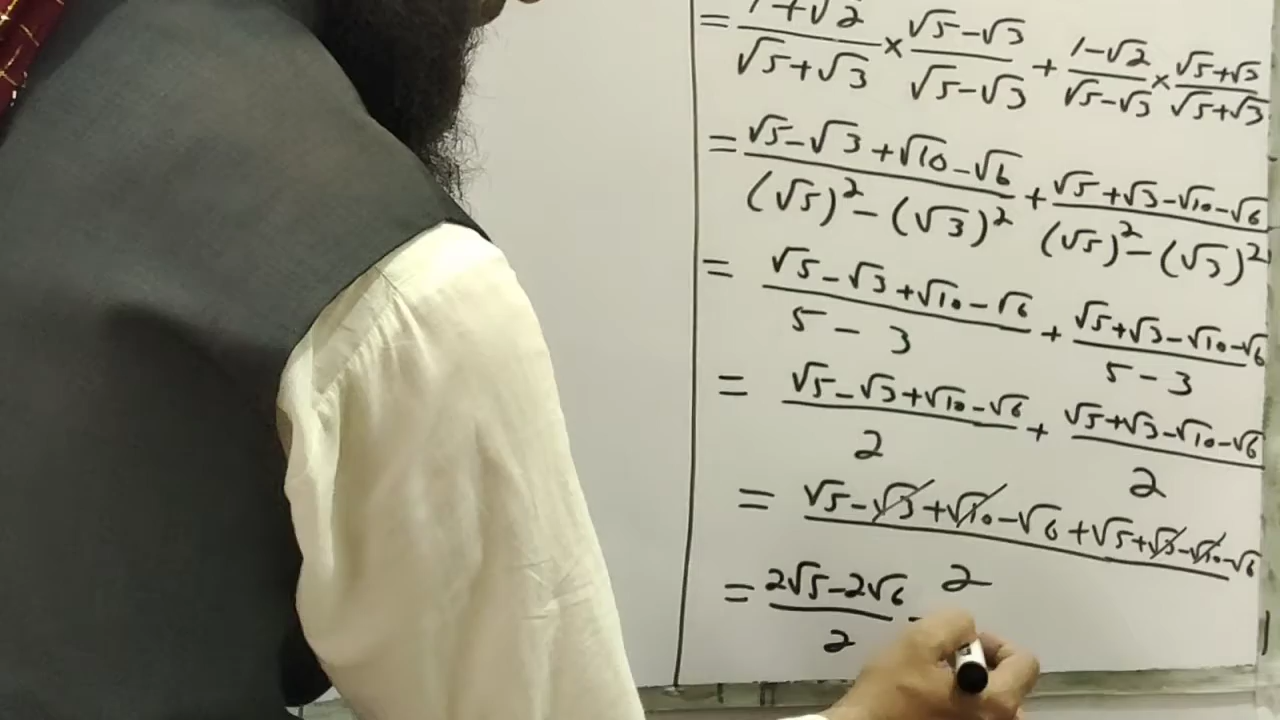 = 1+√2/√5+√3 × √5-√3/√5-√3 + 1-√2/√5-√3 × √5+√3/√5+√3
= √5-√3+√10-√6/(√5)²-(√3)² + √5+√3-√10-√6/(√5)²-(√3)²
= √5-√3+√10-√6/5-3 + √5+√3-√10-√6/5-3
= √5-√3+√10-√6/2 + √5+√3-√10-√6/2
= √5-√3+√10-√6+√5+√3-√10-√6/2
= 2√5-2√6/2